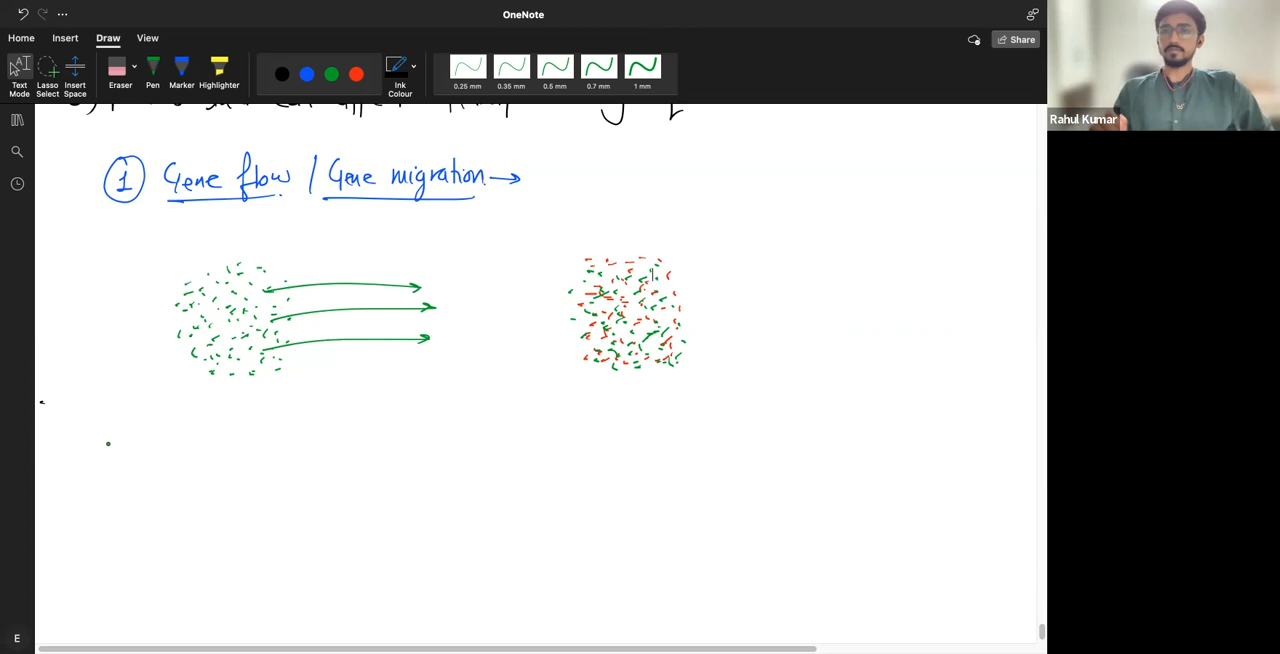 OneNote
Home Insert Draw View
Share
Text Mode
Lasso Select
Insert Space
Eraser
Pen
Marker
Highlighter
Ink Colour
0.25 mm
0.35 mm
0.5 mm
0.7 mm
1 mm
Rahul Kumar
1 Gene flow / Gene migration →
E